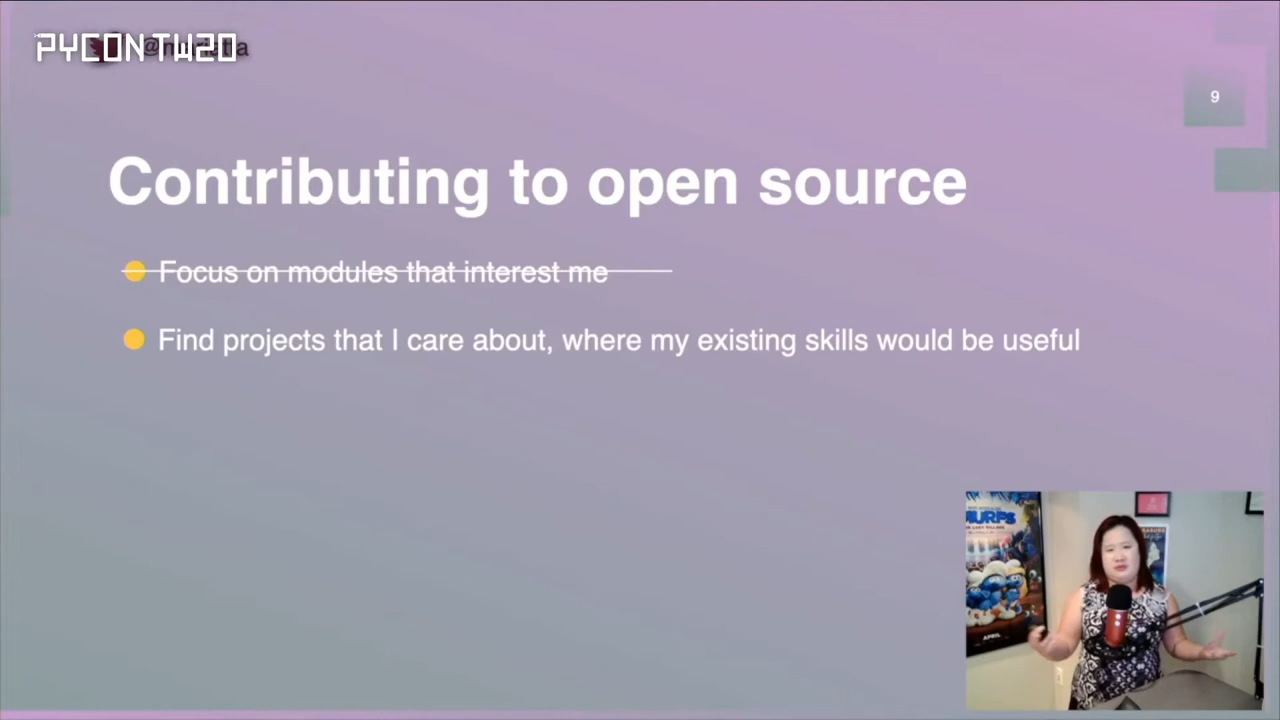 PYCON TW20
9
Contributing to open source
Focus on modules that interest me
Find projects that I care about, where my existing skills would be useful
APRIL